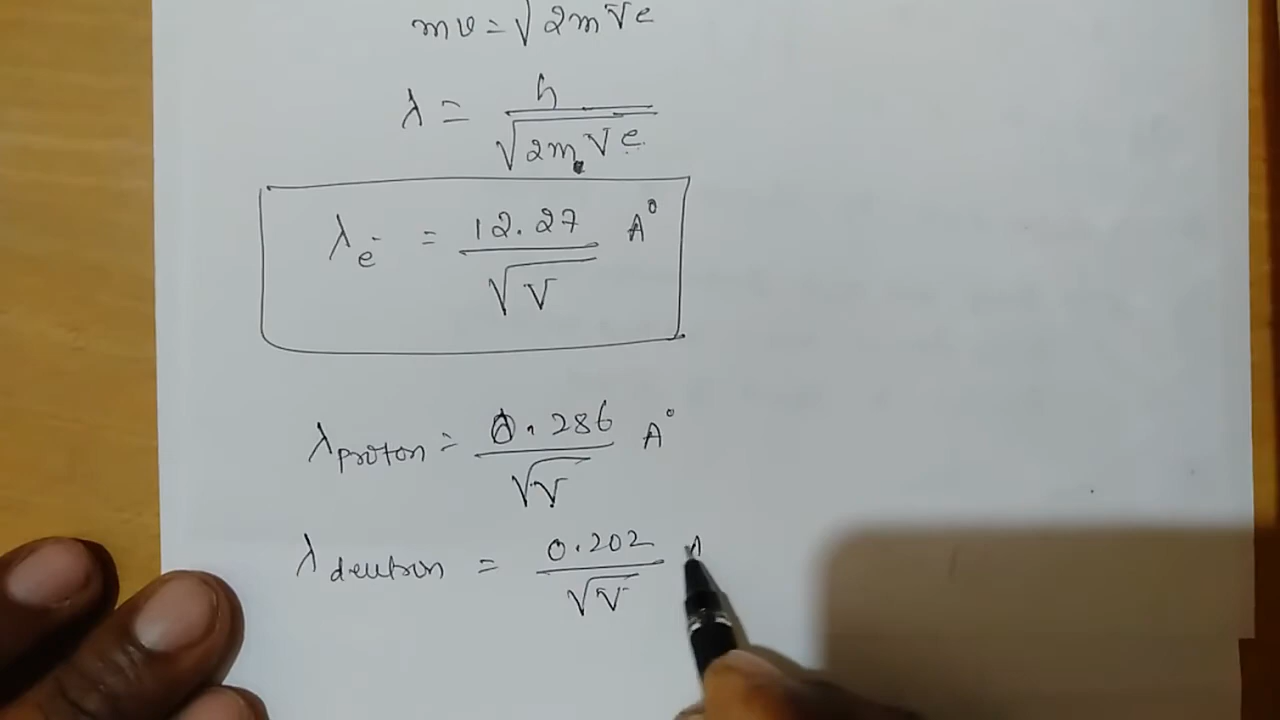 mv = √2mVe
λ = h / √2mVe
λe⁻ = 12.27 / √V A°
λproton = 0.286 / √V A°
λdeutron = 0.202 / √V A